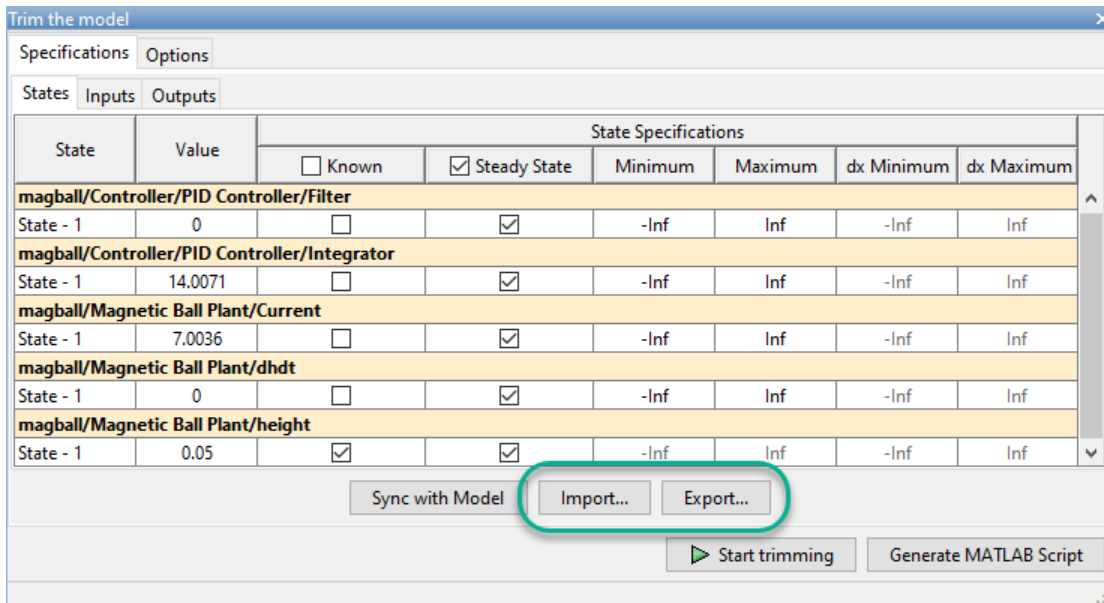 Trim the model
Specifications Options
States Inputs Outputs
State Value State Specifications
Known Steady State Minimum Maximum dx Minimum dx Maximum
magball/Controller/PID Controller/Filter
State - 1 0 -Inf Inf -Inf Inf
magball/Controller/PID Controller/Integrator
State - 1 14.0071 -Inf Inf -Inf Inf
magball/Magnetic Ball Plant/Current
State - 1 7.0036 -Inf Inf -Inf Inf
magball/Magnetic Ball Plant/dhdt
State - 1 0 -Inf Inf -Inf Inf
magball/Magnetic Ball Plant/height
State - 1 0.05 -Inf Inf -Inf Inf
Sync with Model Import... Export...
Start trimming Generate MATLAB Script